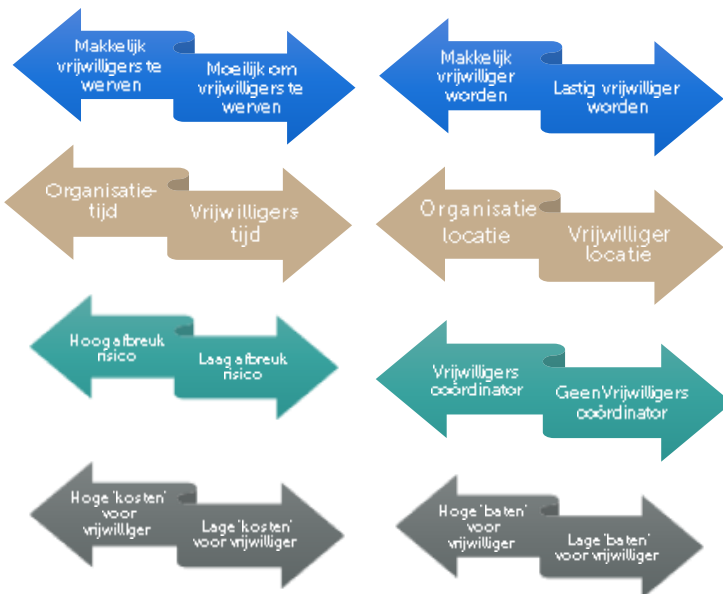 Makkelijk
vrijwilligers te
werven
Moeilijk om
vrijwilligers te
werven
Makkelijk
vrijwilliger
worden
Lastig vrijwilliger
worden
Organisatie-
tijd
Vrijwilligers
tijd
Organisatie
locatie
Vrijwilliger
locatie
Hoog afbreuk
risico
Laag afbreuk
risico
Vrijwilligers
coördinator
Geen Vrijwilligers
coördinator
Hoge 'kosten'
voor
vrijwilliger
Lage 'kosten'
voor vrijwilliger
Hoge 'baten'
voor
vrijwilliger
Lage 'baten'
voor vrijwilliger